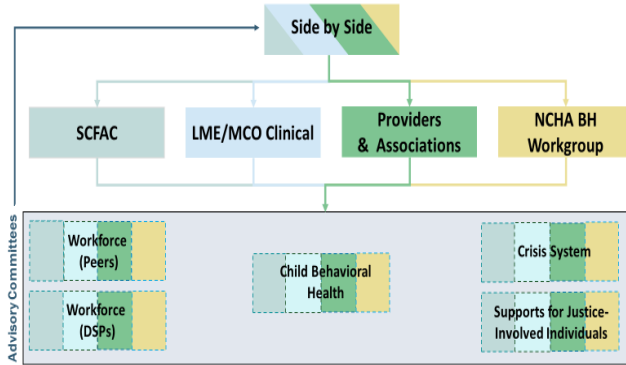 Side by Side
SCFAC
LME/MCO Clinical
Providers
& Associations
NCHA BH
Workgroup
Advisory Committees
Workforce
(Peers)
Workforce
(DSPs)
Child Behavioral
Health
Crisis System
Supports for Justice-
Involved Individuals